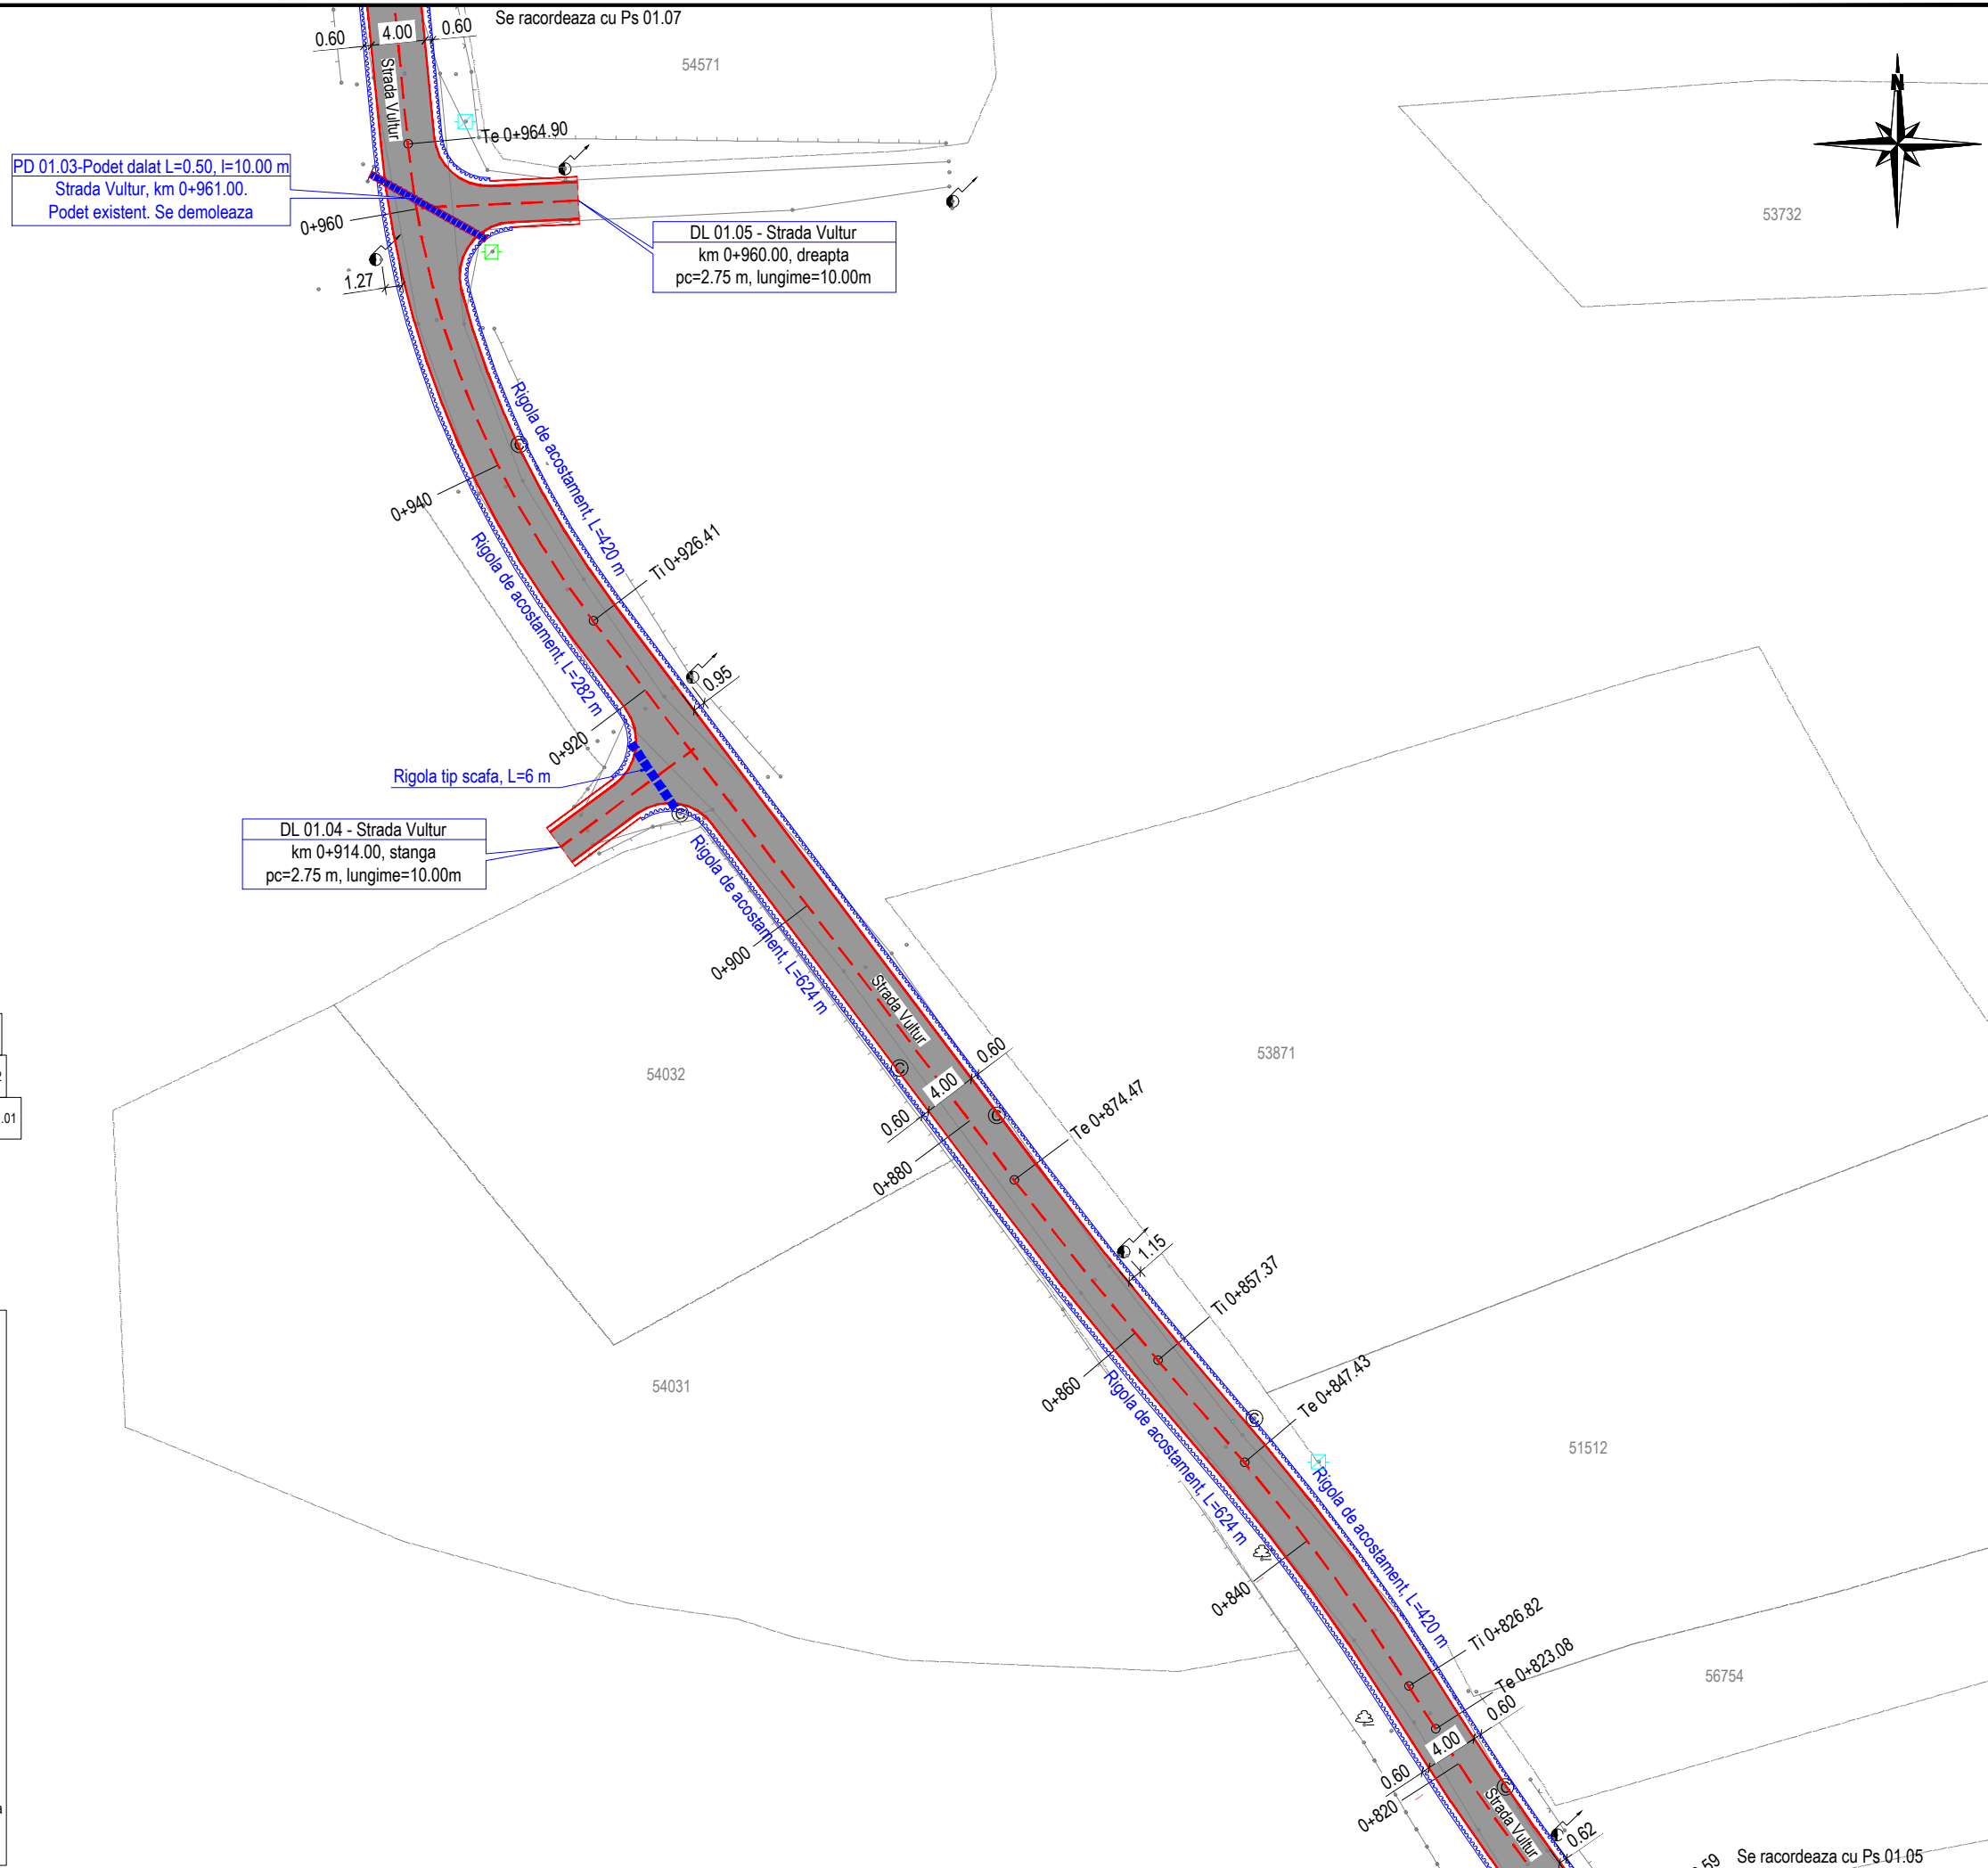 Se racordeaza cu Ps 01.07
0.60
4.00
0.60
54571
Strada Vultur
N
Te 0+964.90
PD 01.03-Podet dalat L=0.50, l=10.00 m
Strada Vultur, km 0+961.00.
Podet existent. Se demoleaza
0+960
53732
DL 01.05 - Strada Vultur
km 0+960.00, dreapta
pc=2.75 m, lungime=10.00m
1.27
Rigola de acostament, L=420 m
0+940
Ti 0+926.41
Rigola de acostament, L=282 m
0.95
0+920
Rigola tip scafa, L=6 m
DL 01.04 - Strada Vultur
km 0+914.00, stanga
pc=2.75 m, lungime=10.00m
Rigola de acostament, L=624 m
0+900
Strada Vultur
0.60
4.00
0.60
53871
54032
.01
Te 0+874.47
0+880
1.15
Ti 0+857.37
0+860
54031
Te 0+847.43
Rigola de acostament, L=624 m
51512
Rigola de acostament, L=420 m
0+840
Ti 0+826.82
Te 0+823.08
56754
0.60
4.00
0.60
0+820
Strada Vultur
0.62
Se racordeaza cu Ps 01.05